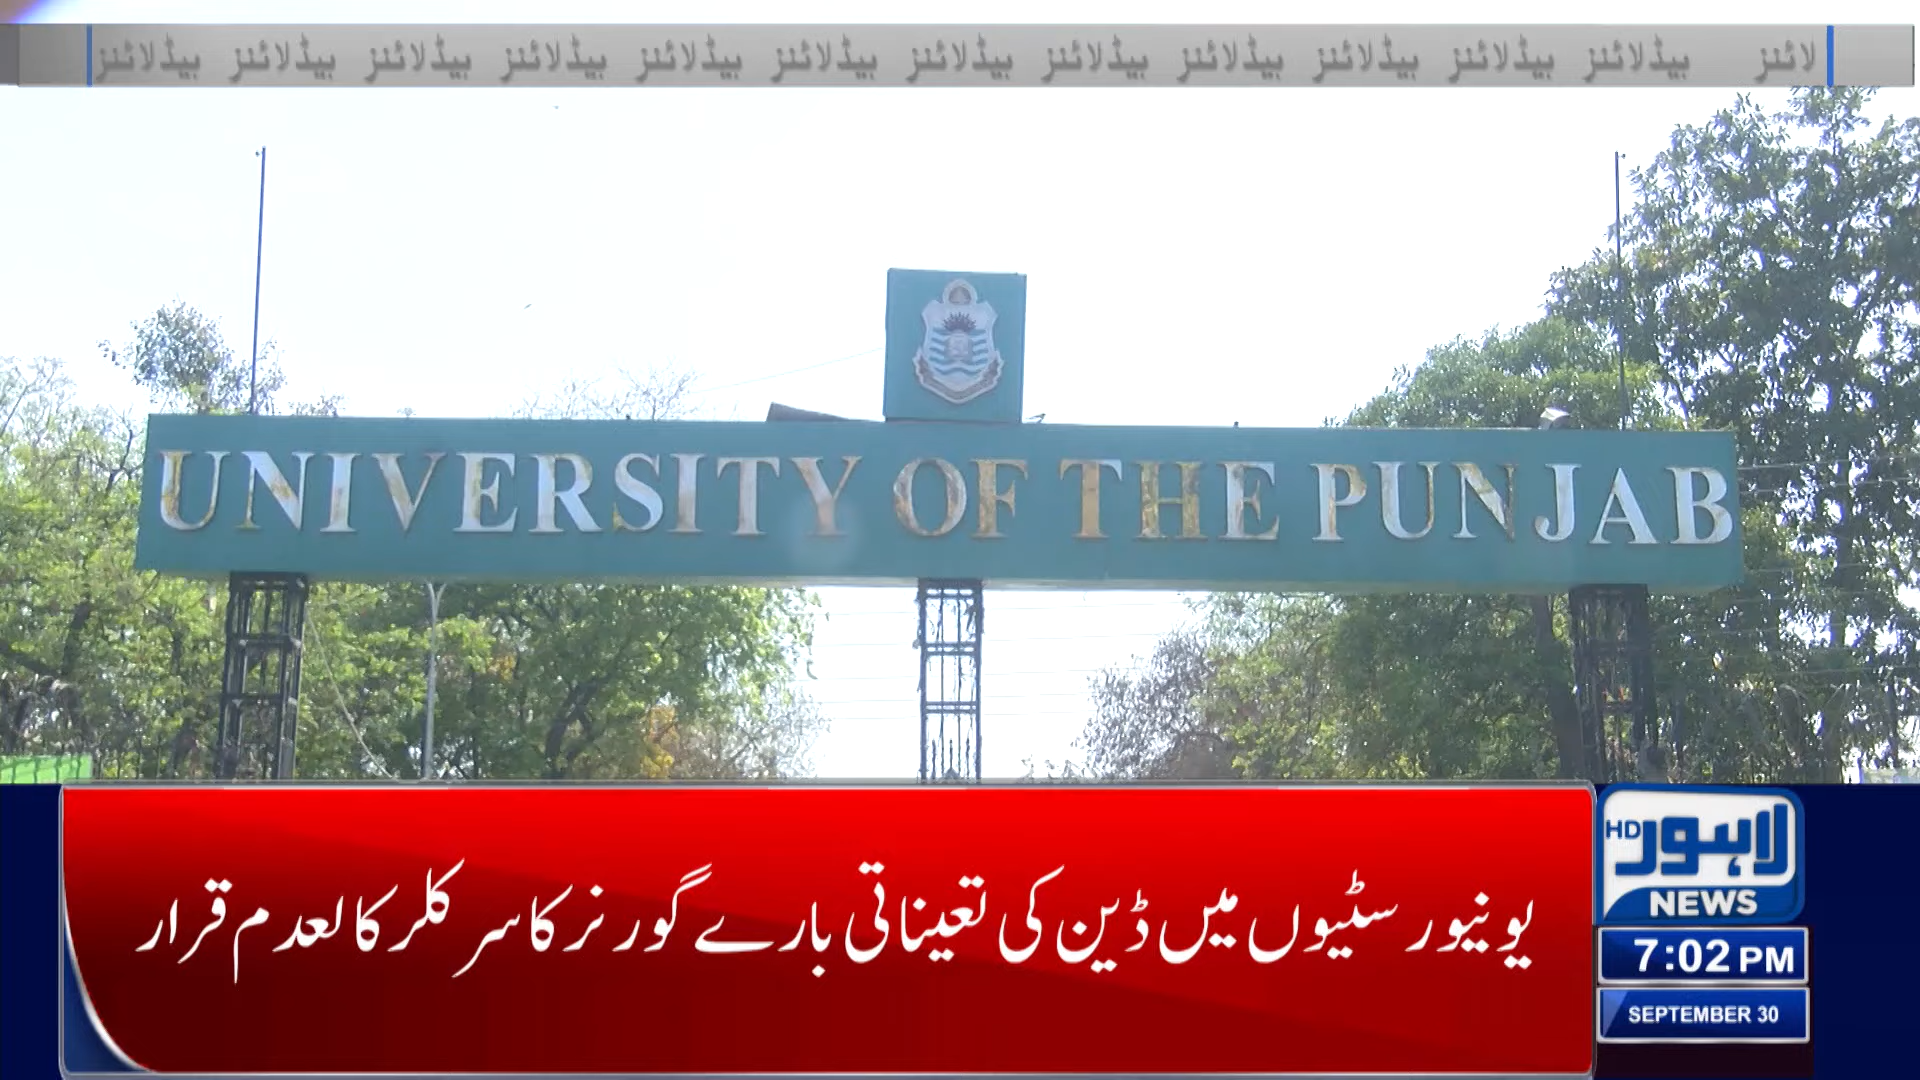 ہیڈلائنز ہیڈلائنز ہیڈلائنز ہیڈلائنز ہیڈلائنز ہیڈلائنز ہیڈلائنز ہیڈلائنز ہیڈلائنز ہیڈلائنز ہیڈلائنز ہیڈلائنز لائنز
UNIVERSITY OF THE PUNJAB
یونیورسٹیوں میں ڈین کی تعیناتی بارے گورنر کا سرکلر کالعدم قرار
لاہور HD
NEWS
7:02 PM
SEPTEMBER 30